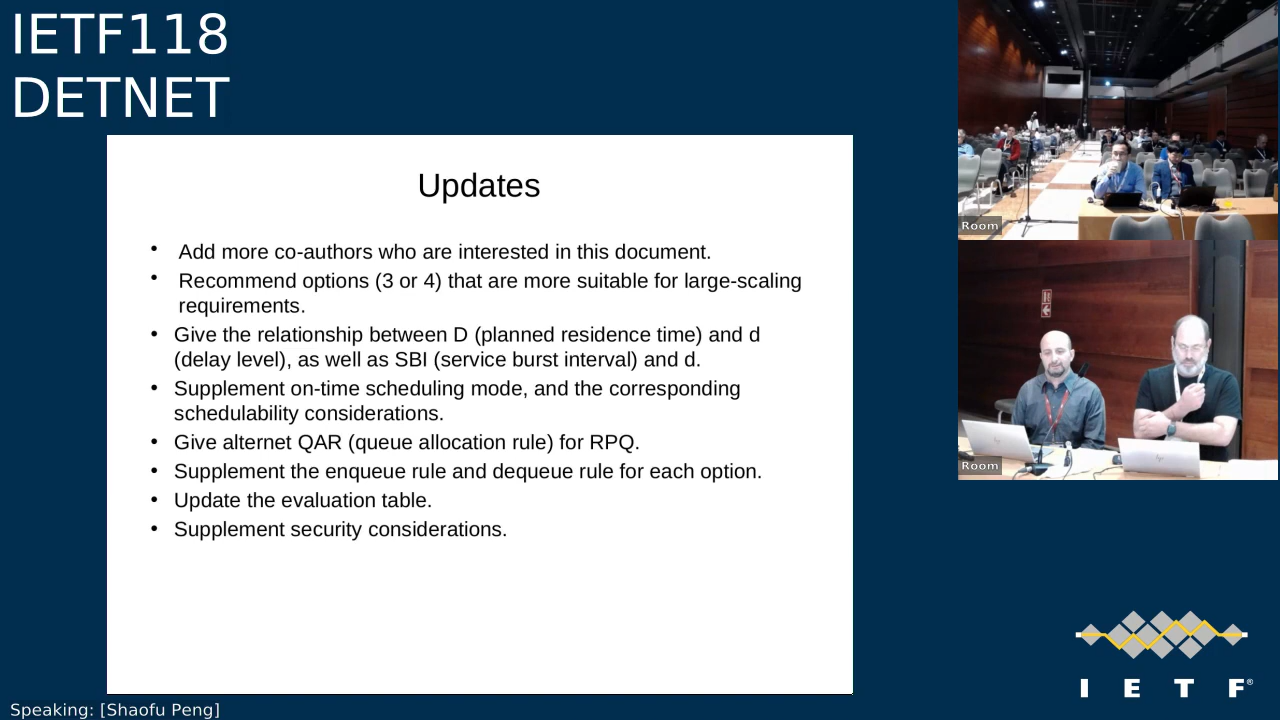 IETF118
DETNET
Updates
• Add more co-authors who are interested in this document.
• Recommend options (3 or 4) that are more suitable for large-scaling
requirements.
• Give the relationship between D (planned residence time) and d
(delay level), as well as SBI (service burst interval) and d.
• Supplement on-time scheduling mode, and the corresponding
schedulability considerations.
• Give alternet QAR (queue allocation rule) for RPQ.
• Supplement the enqueue rule and dequeue rule for each option.
• Update the evaluation table.
• Supplement security considerations.
Room
Room
I E T F®
Speaking: [Shaofu Peng]